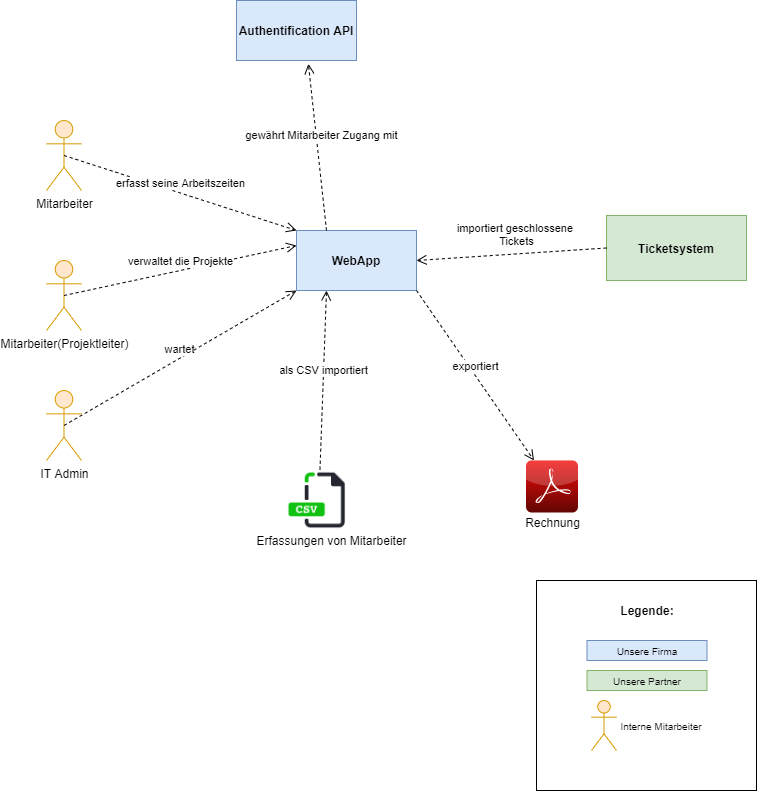 Authentification API
gewährt Mitarbeiter Zugang mit
Mitarbeiter
erfasst seine Arbeitszeiten
importiert geschlossene
Tickets
Ticketsystem
WebApp
verwaltet die Projekte
Mitarbeiter(Projektleiter)
wartet
als CSV importiert
exportiert
IT Admin
CSV
Erfassungen von Mitarbeiter
Rechnung
Legende:
Unsere Firma
Unsere Partner
Interne Mitarbeiter